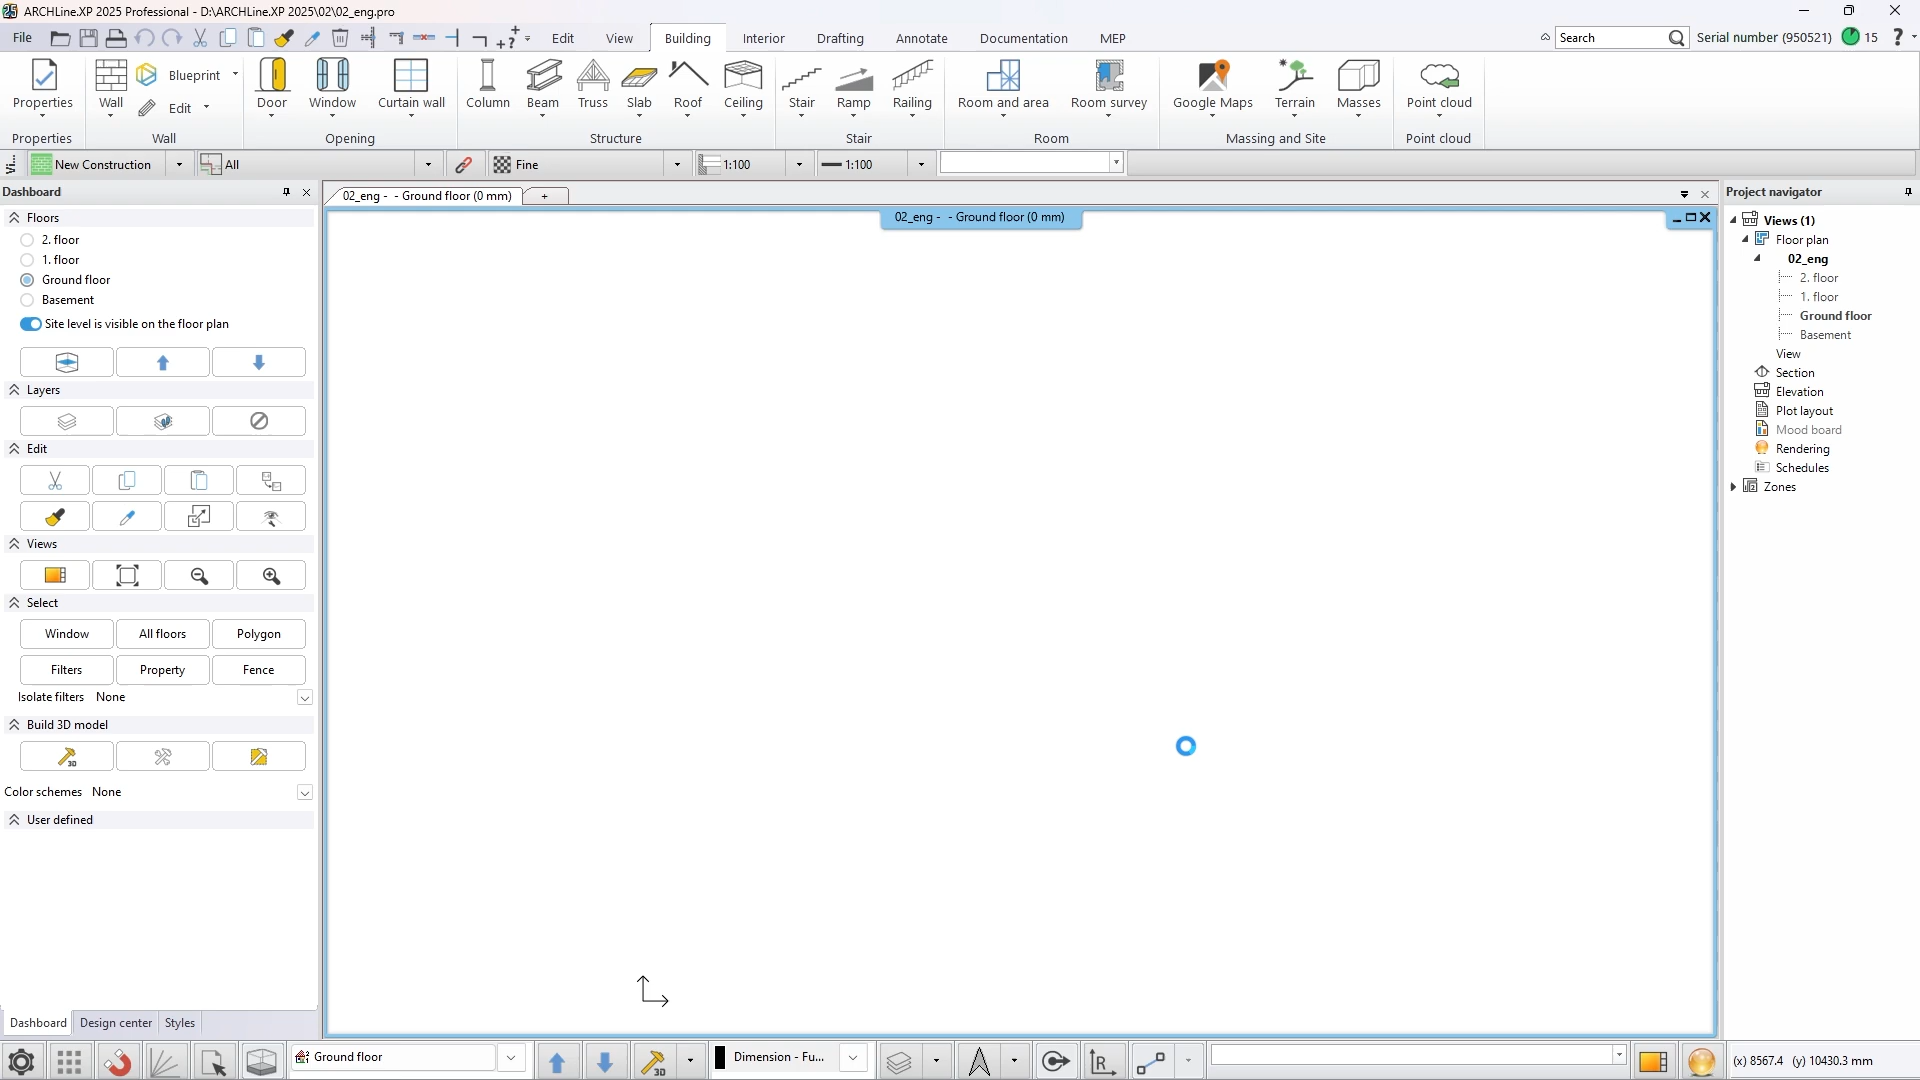 ARCHLine.XP 2025 Professional - D:\ARCHLine.XP 2025\02\02_eng.pro
File
Edit
View
Building
Interior
Drafting
Annotate
Documentation
MEP
Search
Serial number (950521)
15
Properties
Wall
Blueprint
Edit
Door
Window
Curtain wall
Column
Beam
Truss
Slab
Roof
Ceiling
Stair
Ramp
Railing
Room and area
Room survey
Google Maps
Terrain
Masses
Point cloud
Properties
Wall
Opening
Structure
Stair
Room
Massing and Site
Point cloud
New Construction
All
Fine
1:100
1:100
Dashboard
02_eng - - Ground floor (0 mm)
+
Project navigator
02_eng - - Ground floor (0 mm)
Floors
2. floor
1. floor
Ground floor
Basement
Site level is visible on the floor plan
Layers
Edit
Views
Select
Window
All floors
Polygon
Filters
Property
Fence
Isolate filters None
Build 3D model
3D
Color schemes None
User defined
Dashboard
Design center
Styles
Views (1)
Floor plan
02_eng
2. floor
1. floor
Ground floor
Basement
View
Section
Elevation
Plot layout
Mood board
Rendering
Schedules
Zones
Ground floor
3D
Dimension - Fu...
(x) 8567.4 (y) 10430.3 mm